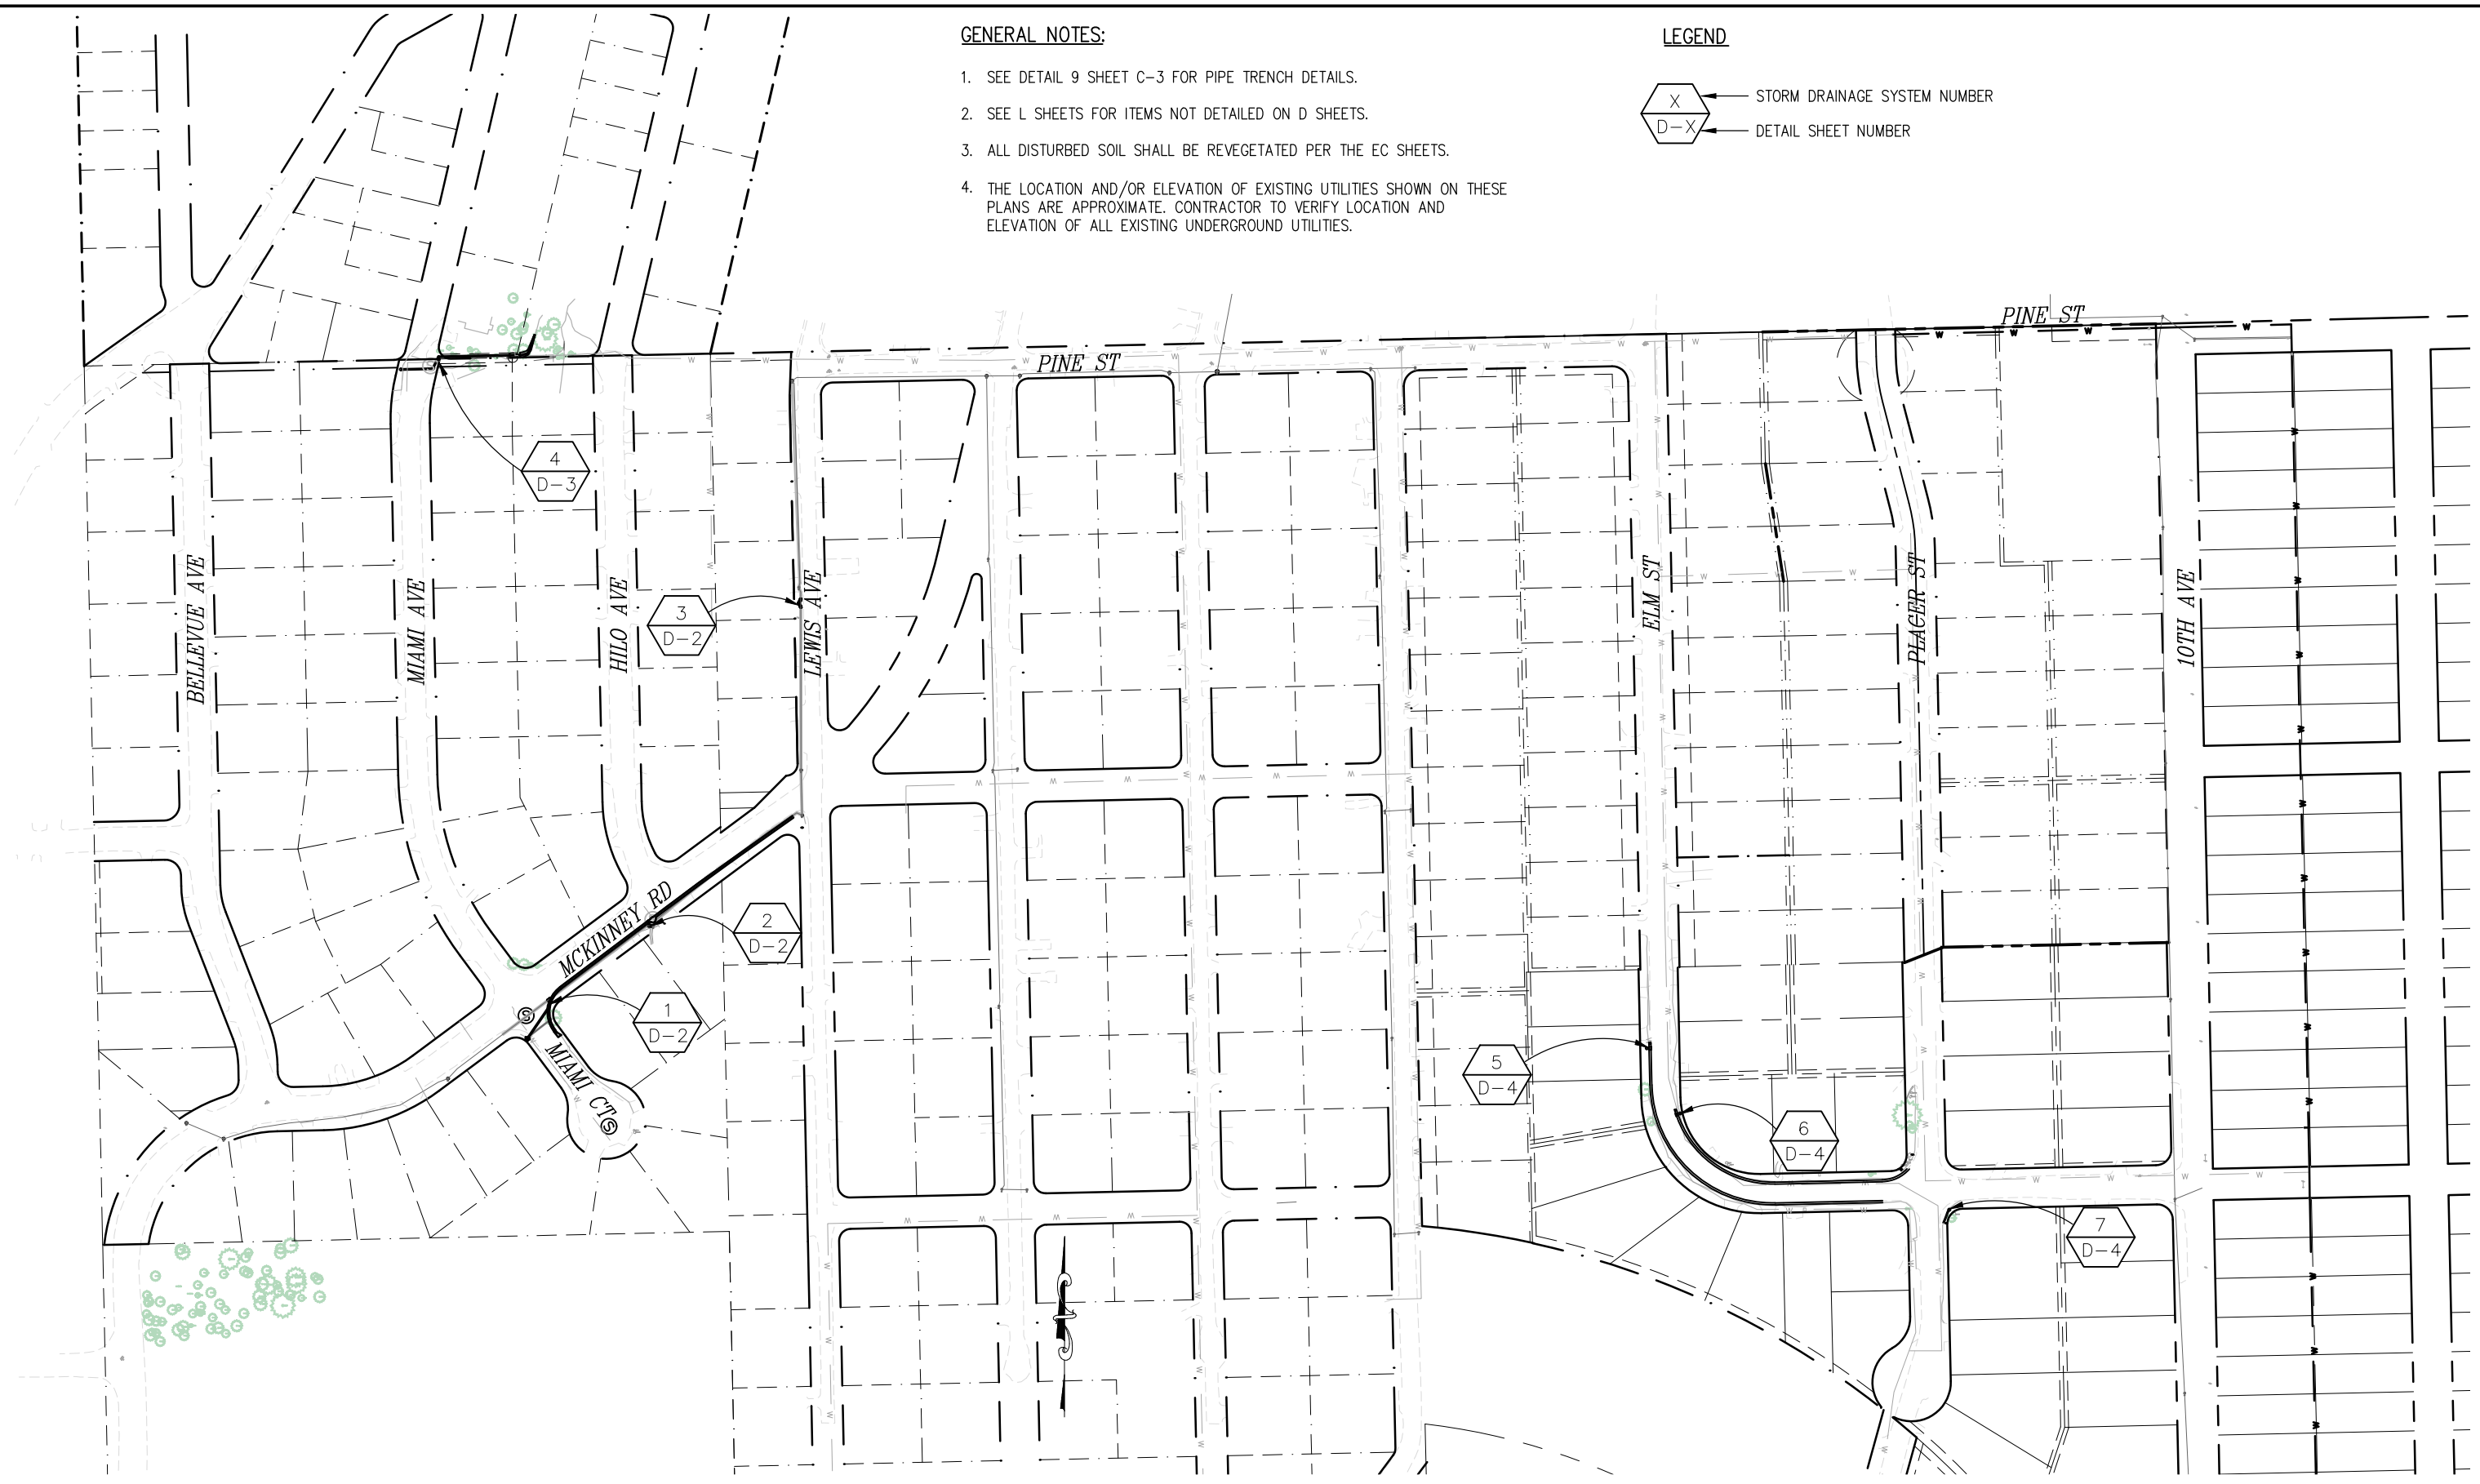 GENERAL NOTES:
1. SEE DETAIL 9 SHEET C-3 FOR PIPE TRENCH DETAILS.
2. SEE L SHEETS FOR ITEMS NOT DETAILED ON D SHEETS.
3. ALL DISTURBED SOIL SHALL BE REVEGETATED PER THE EC SHEETS.
4. THE LOCATION AND/OR ELEVATION OF EXISTING UTILITIES SHOWN ON THESE
PLANS ARE APPROXIMATE. CONTRACTOR TO VERIFY LOCATION AND
ELEVATION OF ALL EXISTING UNDERGROUND UTILITIES.
LEGEND
X
D-X
STORM DRAINAGE SYSTEM NUMBER
DETAIL SHEET NUMBER
PINE ST
PINE ST
4
D-3
BELLEVUE AVE
MIAMI AVE
HILO AVE
3
D-2
LEWIS AVE
ELM ST
PLACER ST
10TH AVE
MCKINNEY RD
2
D-2
1
D-2
S
MIAMI CT
S
5
D-4
6
D-4
7
D-4